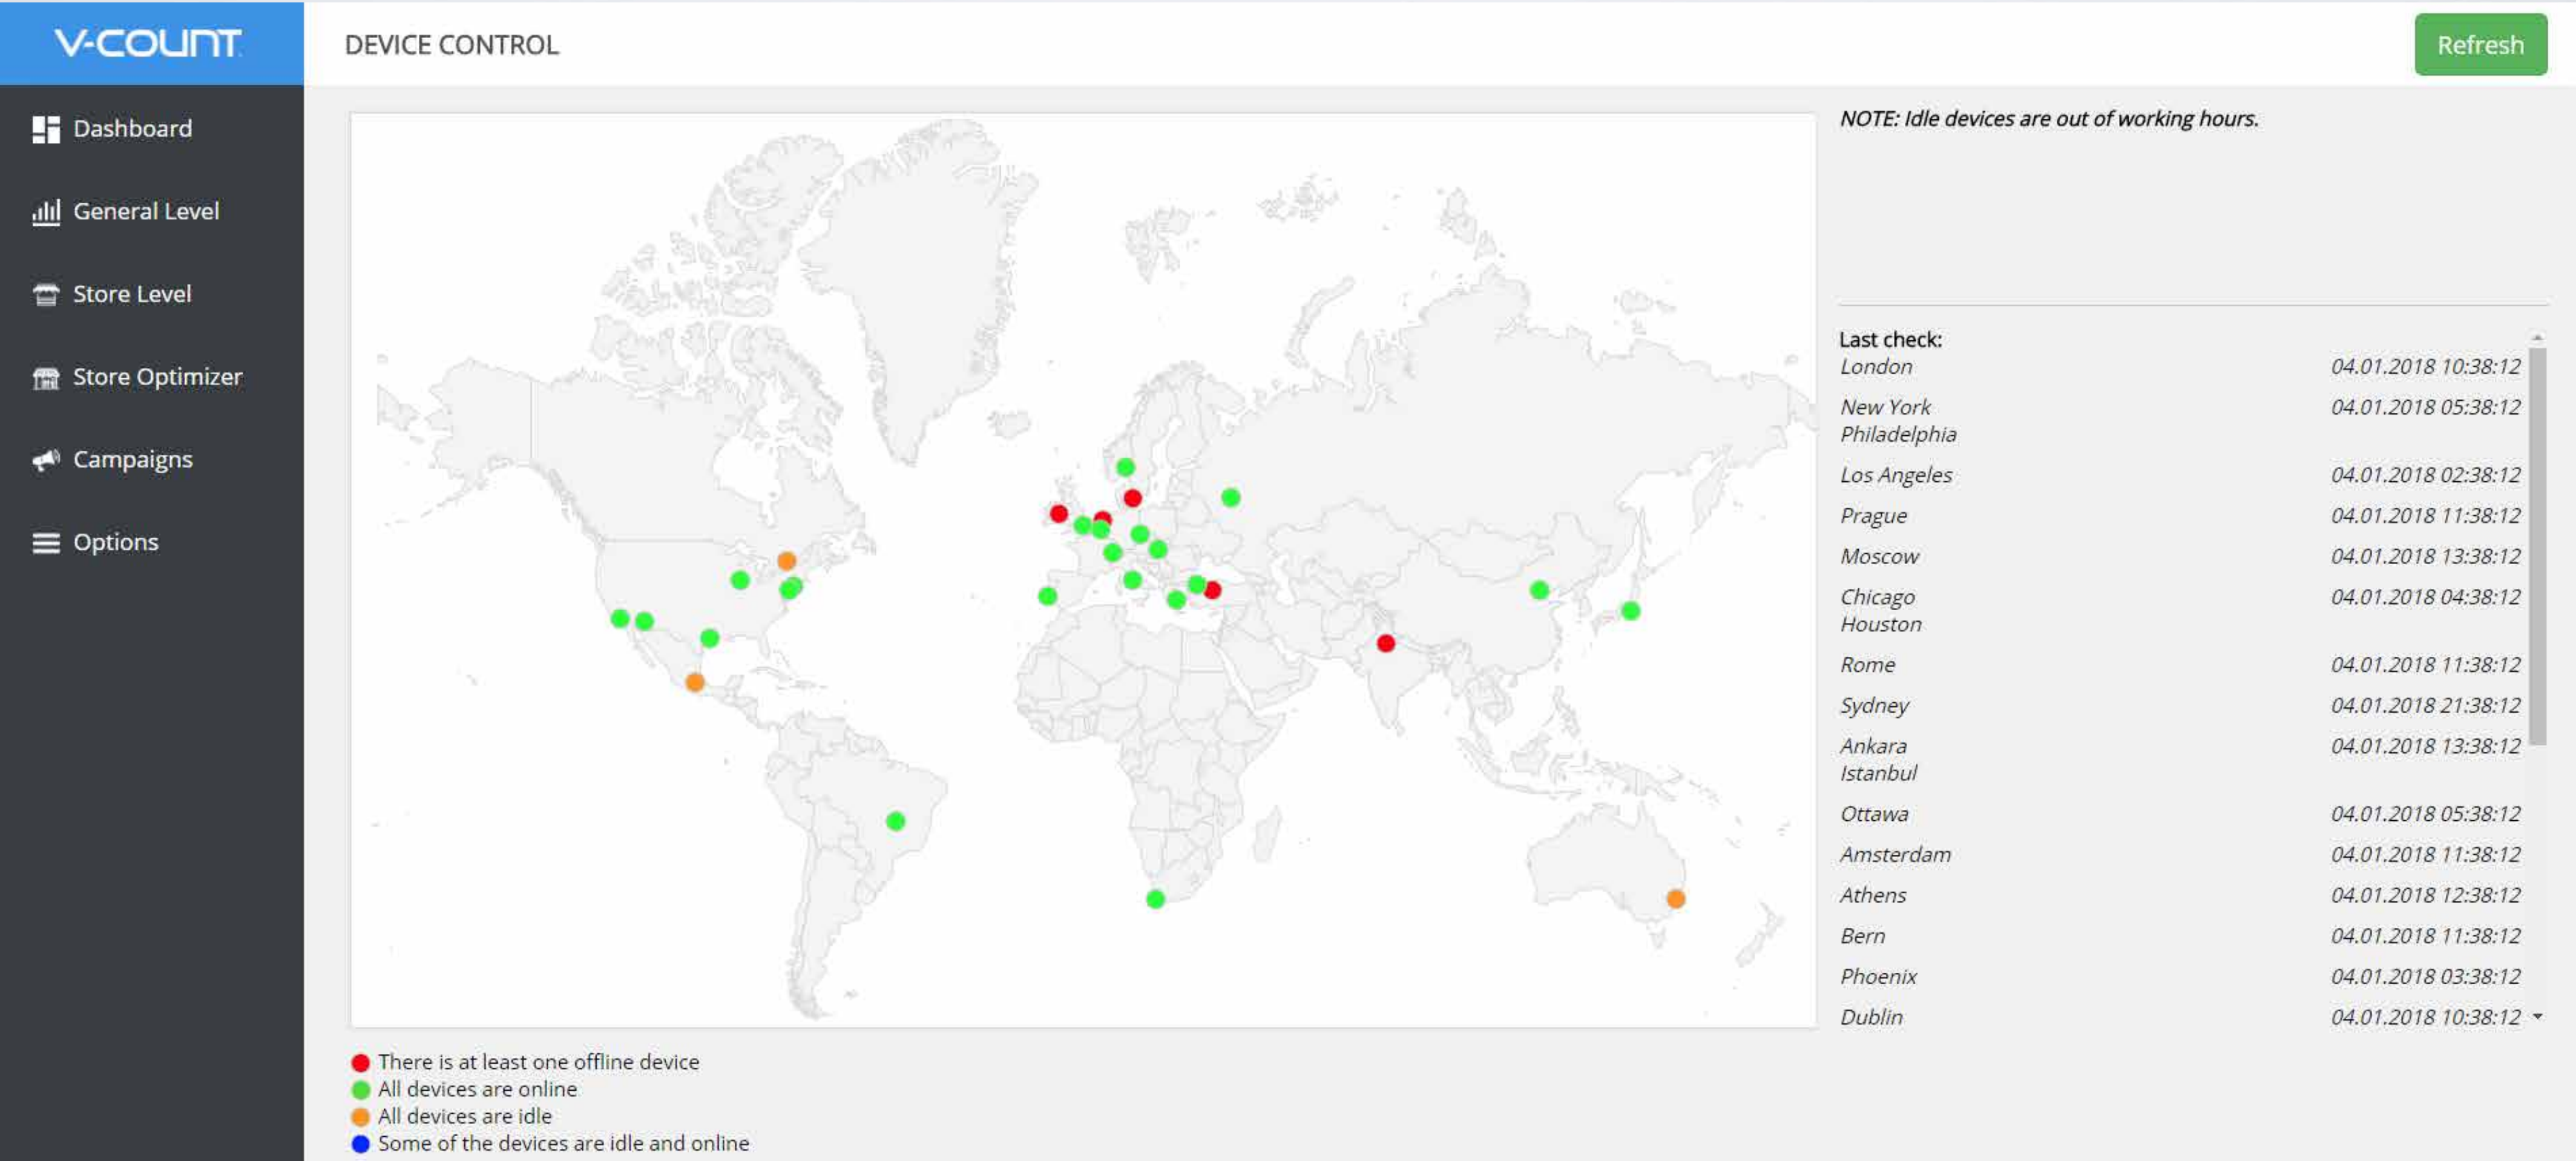 V-COUNT
DEVICE CONTROL
Refresh
Dashboard
General Level
Store Level
Store Optimizer
Campaigns
Options
NOTE: Idle devices are out of working hours.
Last check:
London 04.01.2018 10:38:12
New York 04.01.2018 05:38:12
Philadelphia
Los Angeles 04.01.2018 02:38:12
Prague 04.01.2018 11:38:12
Moscow 04.01.2018 13:38:12
Chicago 04.01.2018 04:38:12
Houston
Rome 04.01.2018 11:38:12
Sydney 04.01.2018 21:38:12
Ankara 04.01.2018 13:38:12
Istanbul
Ottawa 04.01.2018 05:38:12
Amsterdam 04.01.2018 11:38:12
Athens 04.01.2018 12:38:12
Bern 04.01.2018 11:38:12
Phoenix 04.01.2018 03:38:12
Dublin 04.01.2018 10:38:12
There is at least one offline device
All devices are online
All devices are idle
Some of the devices are idle and online